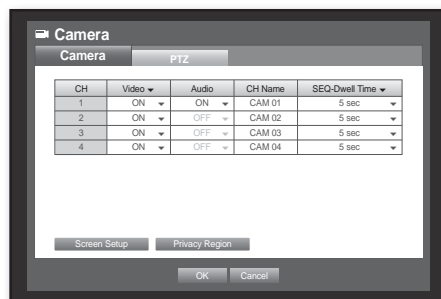 Camera
Camera PTZ
CH Video Audio CH Name SEQ-Dwell Time
1 ON ON CAM 01 5 sec
2 ON OFF CAM 02 5 sec
3 ON OFF CAM 03 5 sec
4 ON OFF CAM 04 5 sec
Screen Setup Privacy Region
OK Cancel